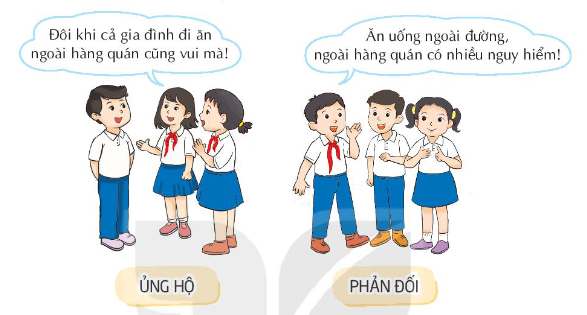 Đôi khi cả gia đình đi ăn
ngoài hàng quán cũng vui mà!
Ăn uống ngoài đường,
ngoài hàng quán có nhiều nguy hiểm!
ỦNG HỘ
PHẢN ĐỐI